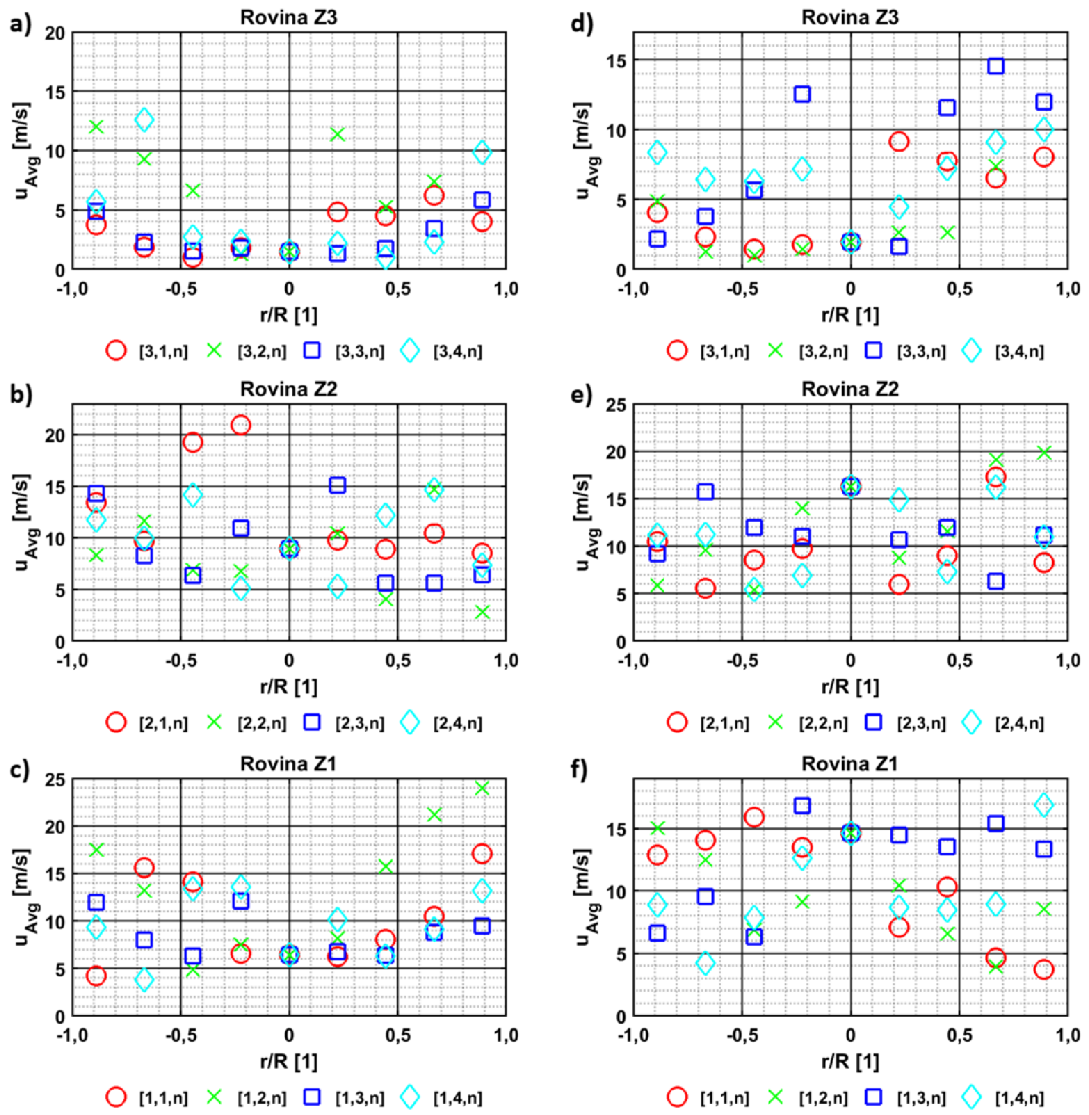 a)
Rovina Z3
20
15
10
5
0
u_Avg [m/s]
-1,0 -0,5 0 0,5 1,0
r/R [1]
[3,1,n] [3,2,n] [3,3,n] [3,4,n]
d)
Rovina Z3
15
10
5
0
u_Avg [m/s]
-1,0 -0,5 0 0,5 1,0
r/R [1]
[3,1,n] [3,2,n] [3,3,n] [3,4,n]
b)
Rovina Z2
20
15
10
5
0
u_Avg [m/s]
-1,0 -0,5 0 0,5 1,0
r/R [1]
[2,1,n] [2,2,n] [2,3,n] [2,4,n]
e)
Rovina Z2
25
20
15
10
5
0
u_Avg [m/s]
-1,0 -0,5 0 0,5 1,0
r/R [1]
[2,1,n] [2,2,n] [2,3,n] [2,4,n]
c)
Rovina Z1
25
20
15
10
5
0
u_Avg [m/s]
-1,0 -0,5 0 0,5 1,0
r/R [1]
[1,1,n] [1,2,n] [1,3,n] [1,4,n]
f)
Rovina Z1
15
10
5
0
u_Avg [m/s]
-1,0 -0,5 0 0,5 1,0
r/R [1]
[1,1,n] [1,2,n] [1,3,n] [1,4,n]